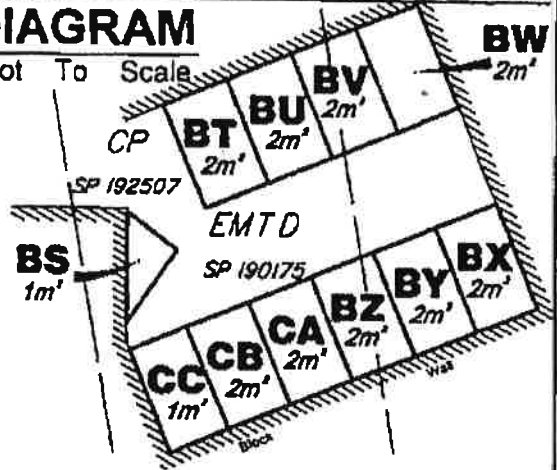 IAGRAM
ot To Scale
BW
2m²
BV
2m²
BU
2m²
BT
2m²
CP
SP 192507
EMTD
SP 190175
BS
1m²
BX
2m²
BY
2m²
BZ
2m²
CA
2m²
CB
2m²
CC
1m²
Block
Wall